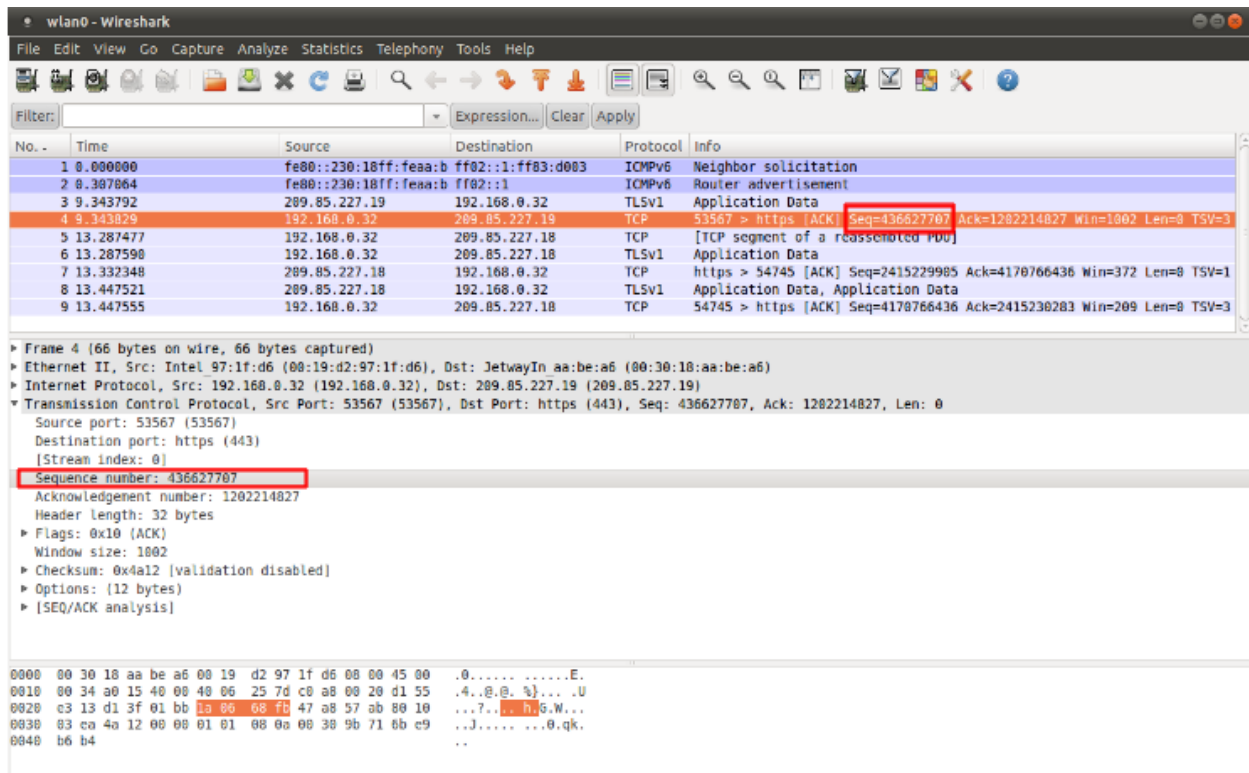 wlan0 - Wireshark
File Edit View Go Capture Analyze Statistics Telephony Tools Help
Filter: Expression... Clear Apply
No. . Time Source Destination Protocol Info
1 0.000000 fe80::230:18ff:feaa:b ff02::1:ff83:d003 ICMPv6 Neighbor solicitation
2 0.307064 fe80::230:18ff:feaa:b ff02::1 ICMPv6 Router advertisement
3 9.343792 209.85.227.19 192.168.0.32 TLSv1 Application Data
4 9.343829 192.168.0.32 209.85.227.19 TCP 53567 > https [ACK] Seq=436627707 Ack=1202214827 Win=1002 Len=0 TSV=3
5 13.287477 192.168.0.32 209.85.227.18 TCP [TCP segment of a reassembled PDU]
6 13.287590 192.168.0.32 209.85.227.18 TLSv1 Application Data
7 13.332348 209.85.227.18 192.168.0.32 TCP https > 54745 [ACK] Seq=2415229905 Ack=4170766436 Win=372 Len=0 TSV=1
8 13.447521 209.85.227.18 192.168.0.32 TLSv1 Application Data, Application Data
9 13.447555 192.168.0.32 209.85.227.18 TCP 54745 > https [ACK] Seq=4170766436 Ack=2415230283 Win=209 Len=0 TSV=3
Frame 4 (66 bytes on wire, 66 bytes captured)
Ethernet II, Src: Intel_97:1f:d6 (00:19:d2:97:1f:d6), Dst: JetwayIn_aa:be:a6 (00:30:18:aa:be:a6)
Internet Protocol, Src: 192.168.0.32 (192.168.0.32), Dst: 209.85.227.19 (209.85.227.19)
Transmission Control Protocol, Src Port: 53567 (53567), Dst Port: https (443), Seq: 436627707, Ack: 1202214827, Len: 0
Source port: 53567 (53567)
Destination port: https (443)
[Stream index: 0]
Sequence number: 436627707
Acknowledgement number: 1202214827
Header length: 32 bytes
Flags: 0x10 (ACK)
Window size: 1002
Checksum: 0x4a12 [validation disabled]
Options: (12 bytes)
[SEQ/ACK analysis]
0000 00 30 18 aa be a6 00 19 d2 97 1f d6 08 00 45 00 .0...... ......E.
0010 00 34 a0 15 40 00 40 06 25 7d c0 a8 00 20 d1 55 .4..@.@. %}... .U
0020 e3 13 d1 3f 01 bb 1a 06 68 fb 47 a8 57 ab 80 10 ...?.... h.G.W...
0030 03 ea 4a 12 00 00 01 01 08 0a 00 30 9b 71 6b e9 ..J..... ...0.qk.
0040 b6 b4 ..